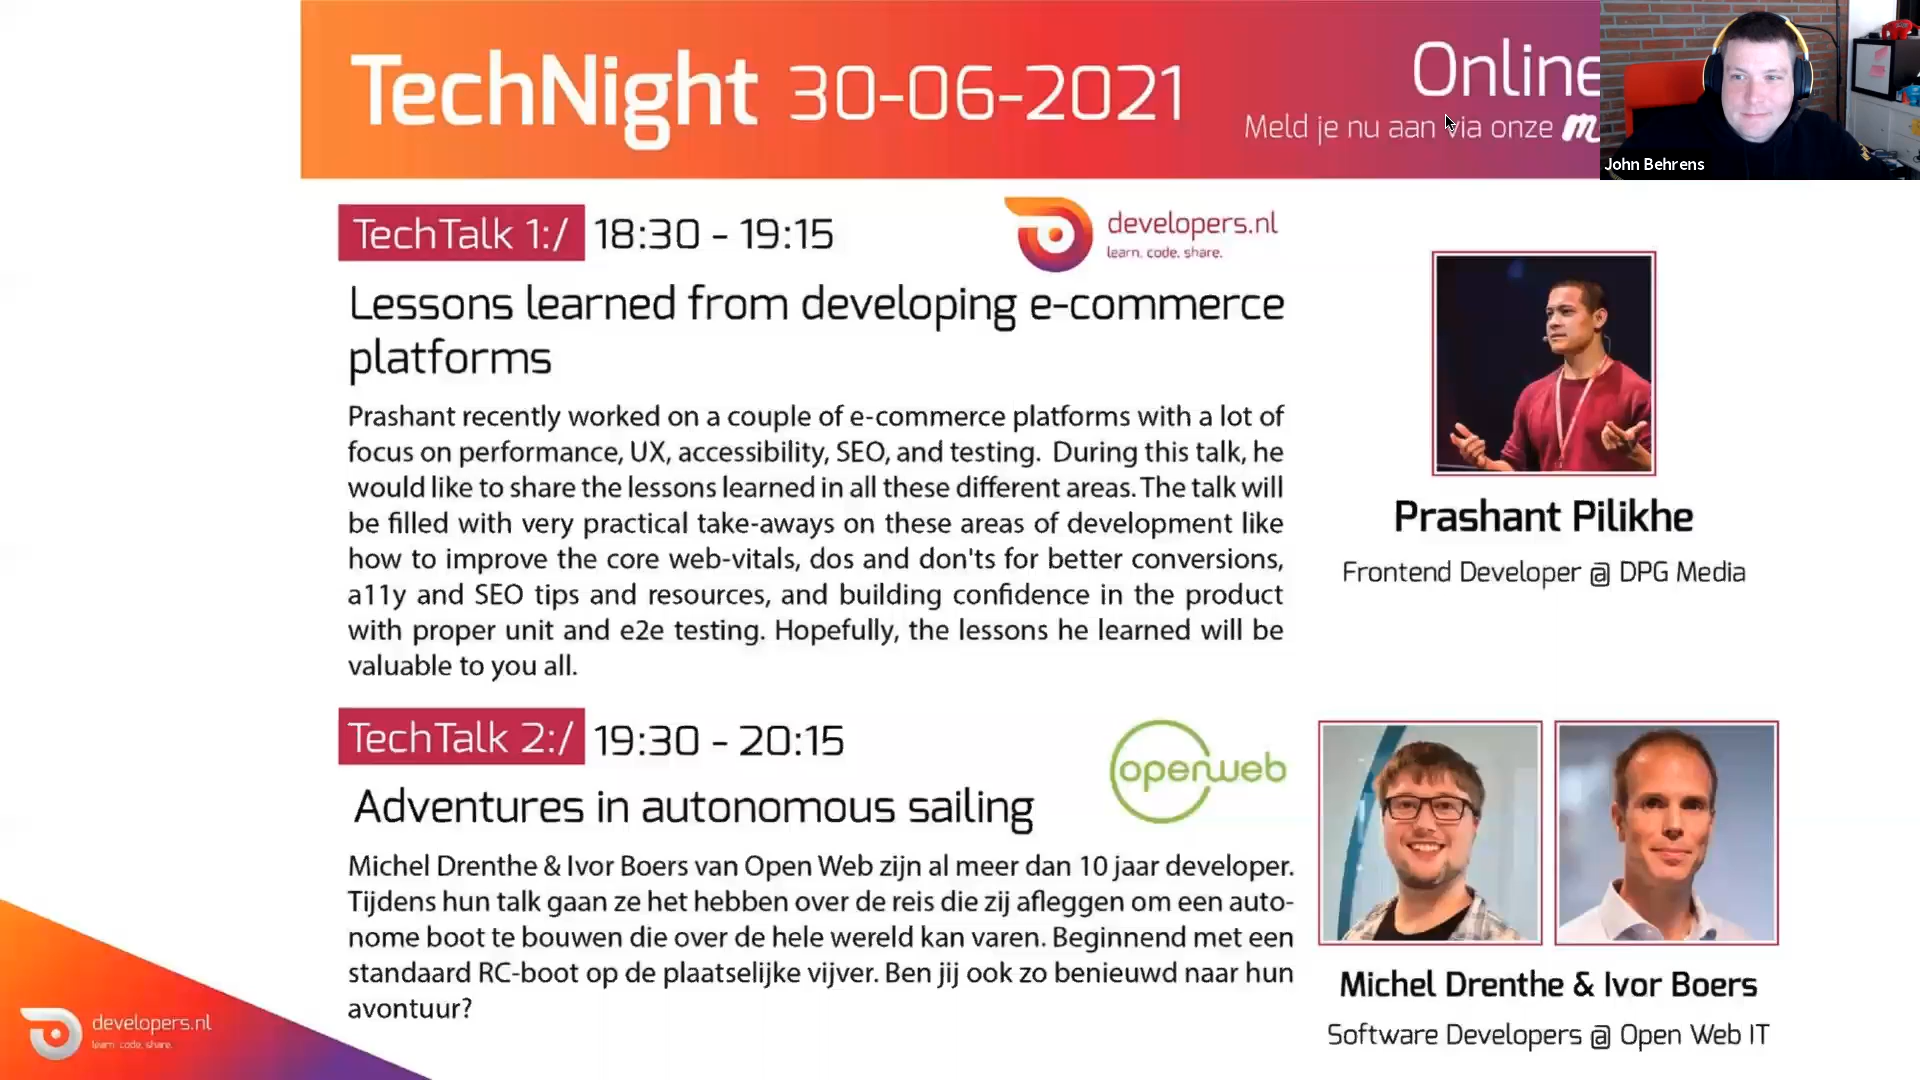 TechNight 30-06-2021
Online
Meld je nu aan via onze
John Behrens
TechTalk 1:/ 18:30 - 19:15
developers.nl
learn. code. share.
Lessons learned from developing e-commerce
platforms
Prashant recently worked on a couple of e-commerce platforms with a lot of
focus on performance, UX, accessibility, SEO, and testing. During this talk, he
would like to share the lessons learned in all these different areas. The talk will
be filled with very practical take-aways on these areas of development like
how to improve the core web-vitals, dos and don'ts for better conversions,
a11y and SEO tips and resources, and building confidence in the product
with proper unit and e2e testing. Hopefully, the lessons he learned will be
valuable to you all.
Prashant Pilikhe
Frontend Developer @ DPG Media
TechTalk 2:/ 19:30 - 20:15
openweb
Adventures in autonomous sailing
Michel Drenthe & Ivor Boers van Open Web zijn al meer dan 10 jaar developer.
Tijdens hun talk gaan ze het hebben over de reis die zij afleggen om een auto-
nome boot te bouwen die over de hele wereld kan varen. Beginnend met een
standaard RC-boot op de plaatselijke vijver. Ben jij ook zo benieuwd naar hun
avontuur?
Michel Drenthe & Ivor Boers
Software Developers @ Open Web IT
developers.nl
learn. code. share.